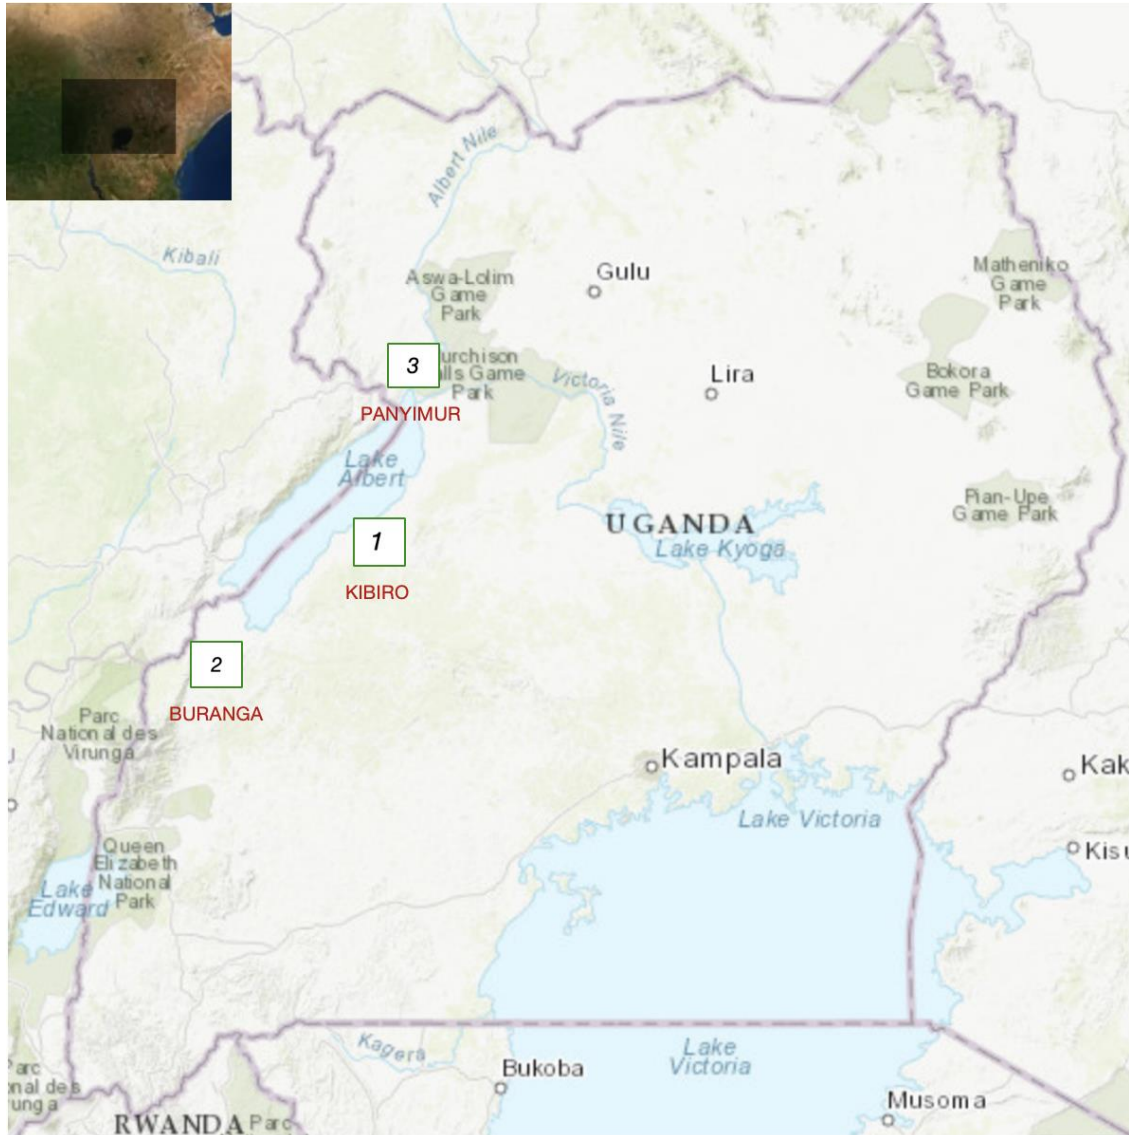 Albert Nile
Kibali
Aswa-Lolim
Game
Park
Gulu
Matheniko
Game
Park
3
urchison
lls Game
Park
PANYIMUR
Victoria Nile
Lira
Bokora
Game Park
Lake
Albert
Pian-Upe
Game Park
1
KIBIRO
UGANDA
Lake Kyoga
2
BURANGA
Parc
National des
Virunga
Kampala
Kak
Lake Victoria
Kisu
Queen
Elizabeth
National
Park
Lake
Edward
Kagera
Bukoba
Lake
Victoria
Musoma
Parc
nal des
unga
RWANDA
Parc